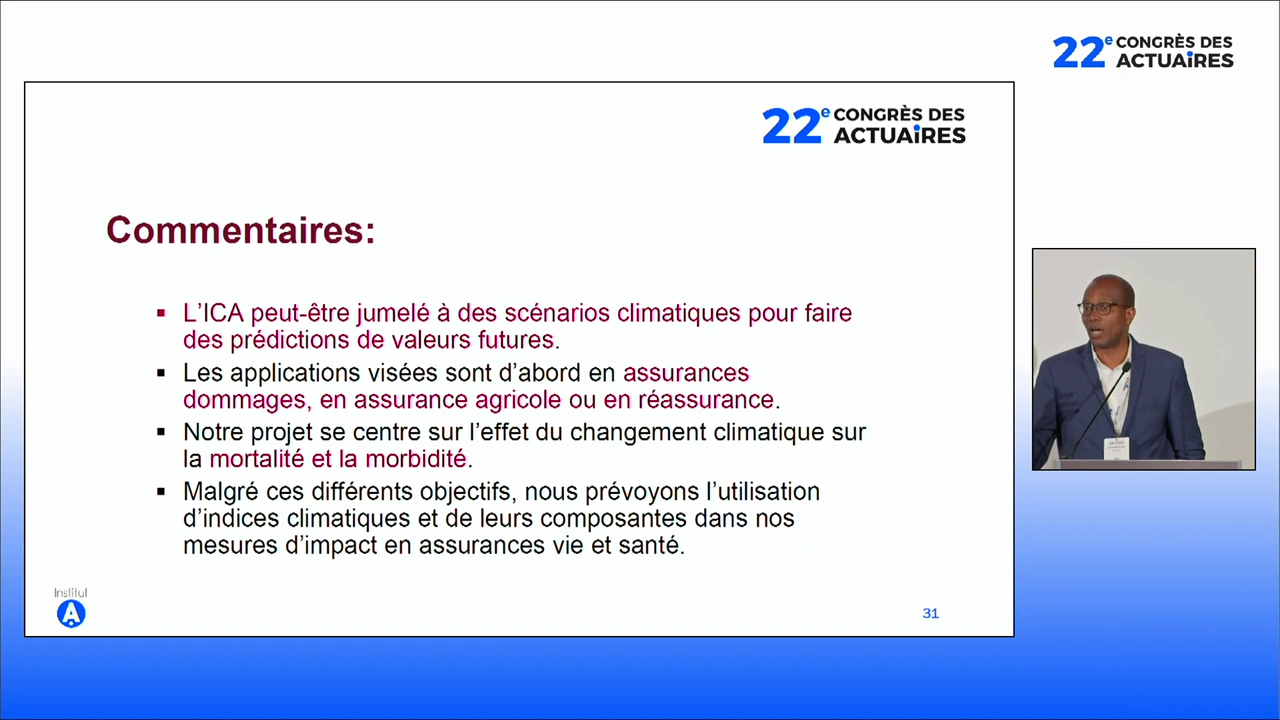 22e CONGRÈS DES
ACTUAiRES
22e CONGRÈS DES
ACTUAiRES
Commentaires:
▪ L’ICA peut-être jumelé à des scénarios climatiques pour faire
des prédictions de valeurs futures.
▪ Les applications visées sont d’abord en assurances
dommages, en assurance agricole ou en réassurance.
▪ Notre projet se centre sur l’effet du changement climatique sur
la mortalité et la morbidité.
▪ Malgré ces différents objectifs, nous prévoyons l’utilisation
d’indices climatiques et de leurs composantes dans nos
mesures d’impact en assurances vie et santé.
Institut
A
31